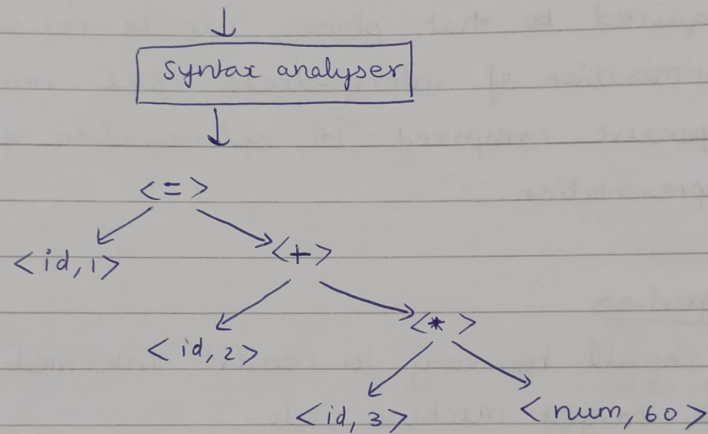 syntax analyser
<=>
<id,1>
<+>
<id,2>
<*>
<id,3>
<num,60>